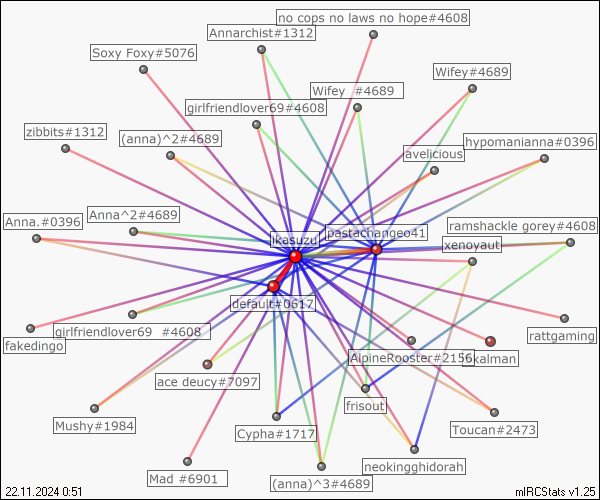 no cops no laws no hope#4608
Annarchist#1312
Soxy Foxy#5076
Wifey#4689
Wifey #4689
girlfriendlover69#4608
zibbits#1312
(anna)^2#4689
hypomanianna#0396
avelicious
Anna.#0396
Anna^2#4689
ramshackle gorey#4608
pastachangeo41
ikasuzu
xenoyaut
default#0617
girlfriendlover69 #4608
rattgaming
fakedingo
AlpineRooster#2156
kalman
ace deucy#7097
frisout
Mushy#1984
Toucan#2473
Cypha#1717
neokingghidorah
Mad #6901
(anna)^3#4689
22.11.2024 0:51
mIRCStats v1.25